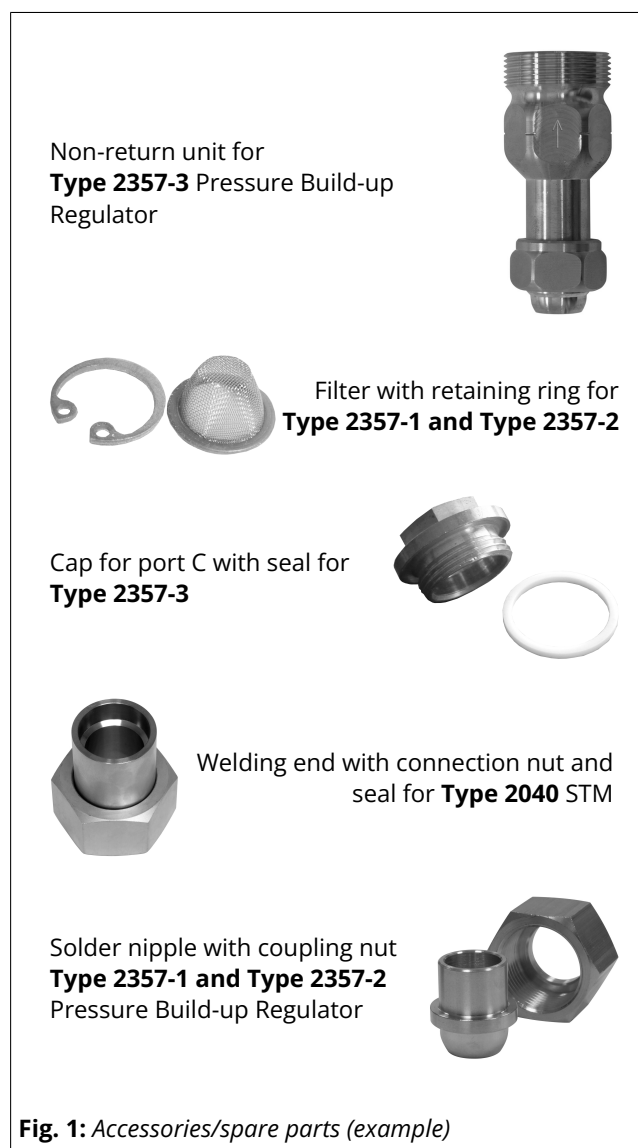 Non-return unit for
Type 2357-3 Pressure Build-up
Regulator
Filter with retaining ring for
Type 2357-1 and Type 2357-2
Cap for port C with seal for
Type 2357-3
Welding end with connection nut and
seal for Type 2040 STM
Solder nipple with coupling nut
Type 2357-1 and Type 2357-2
Pressure Build-up Regulator
Fig. 1: Accessories/spare parts (example)